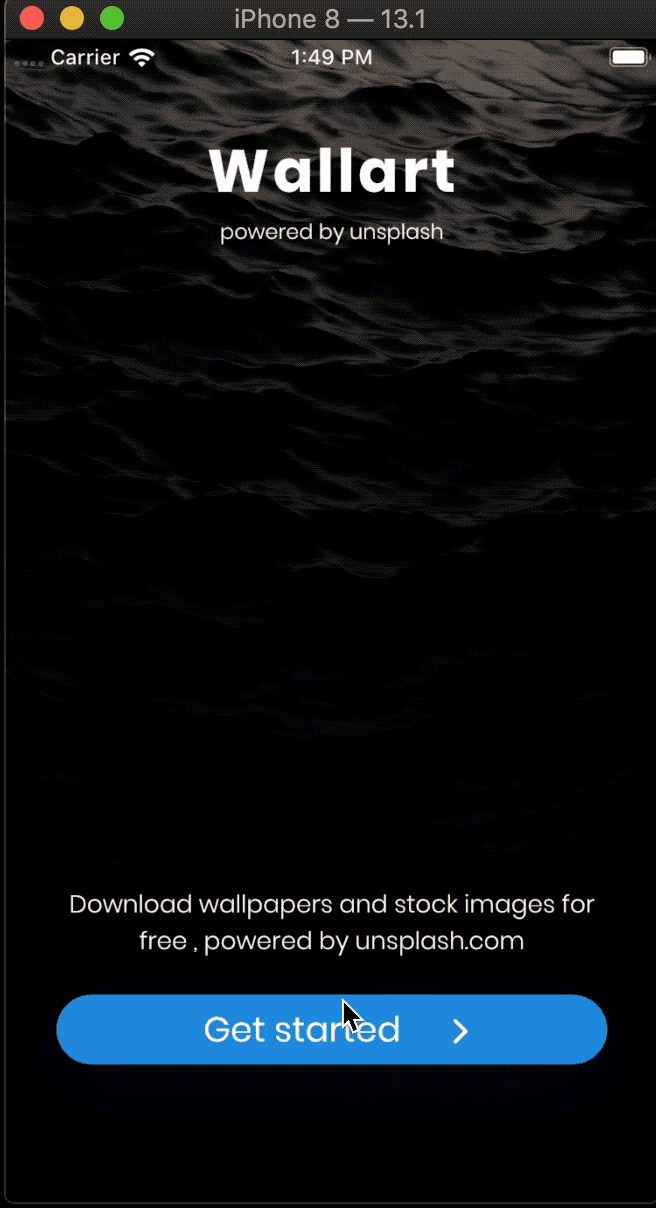 iPhone 8 — 13.1
Carrier 1:49 PM
Wallart
powered by unsplash
Download wallpapers and stock images for
free , powered by unsplash.com
Get started